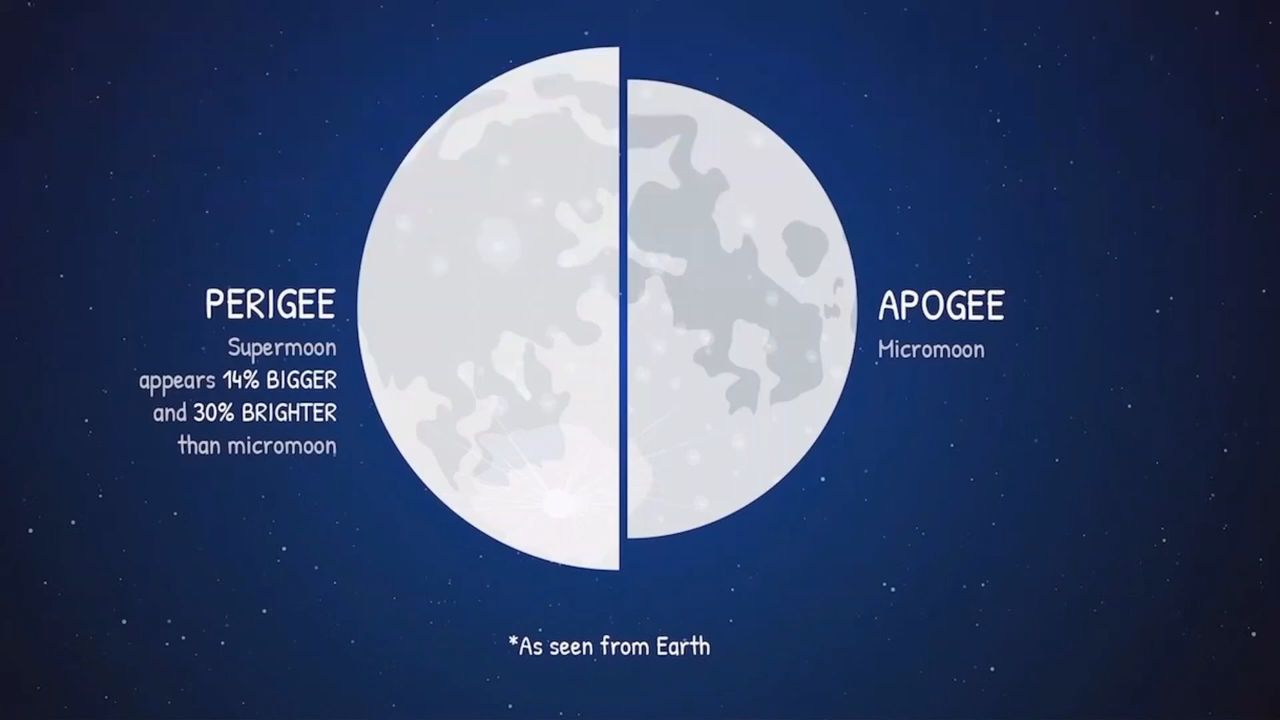 PERIGEE
Supermoon
appears 14% BIGGER
and 30% BRIGHTER
than micromoon
APOGEE
Micromoon
*As seen from Earth